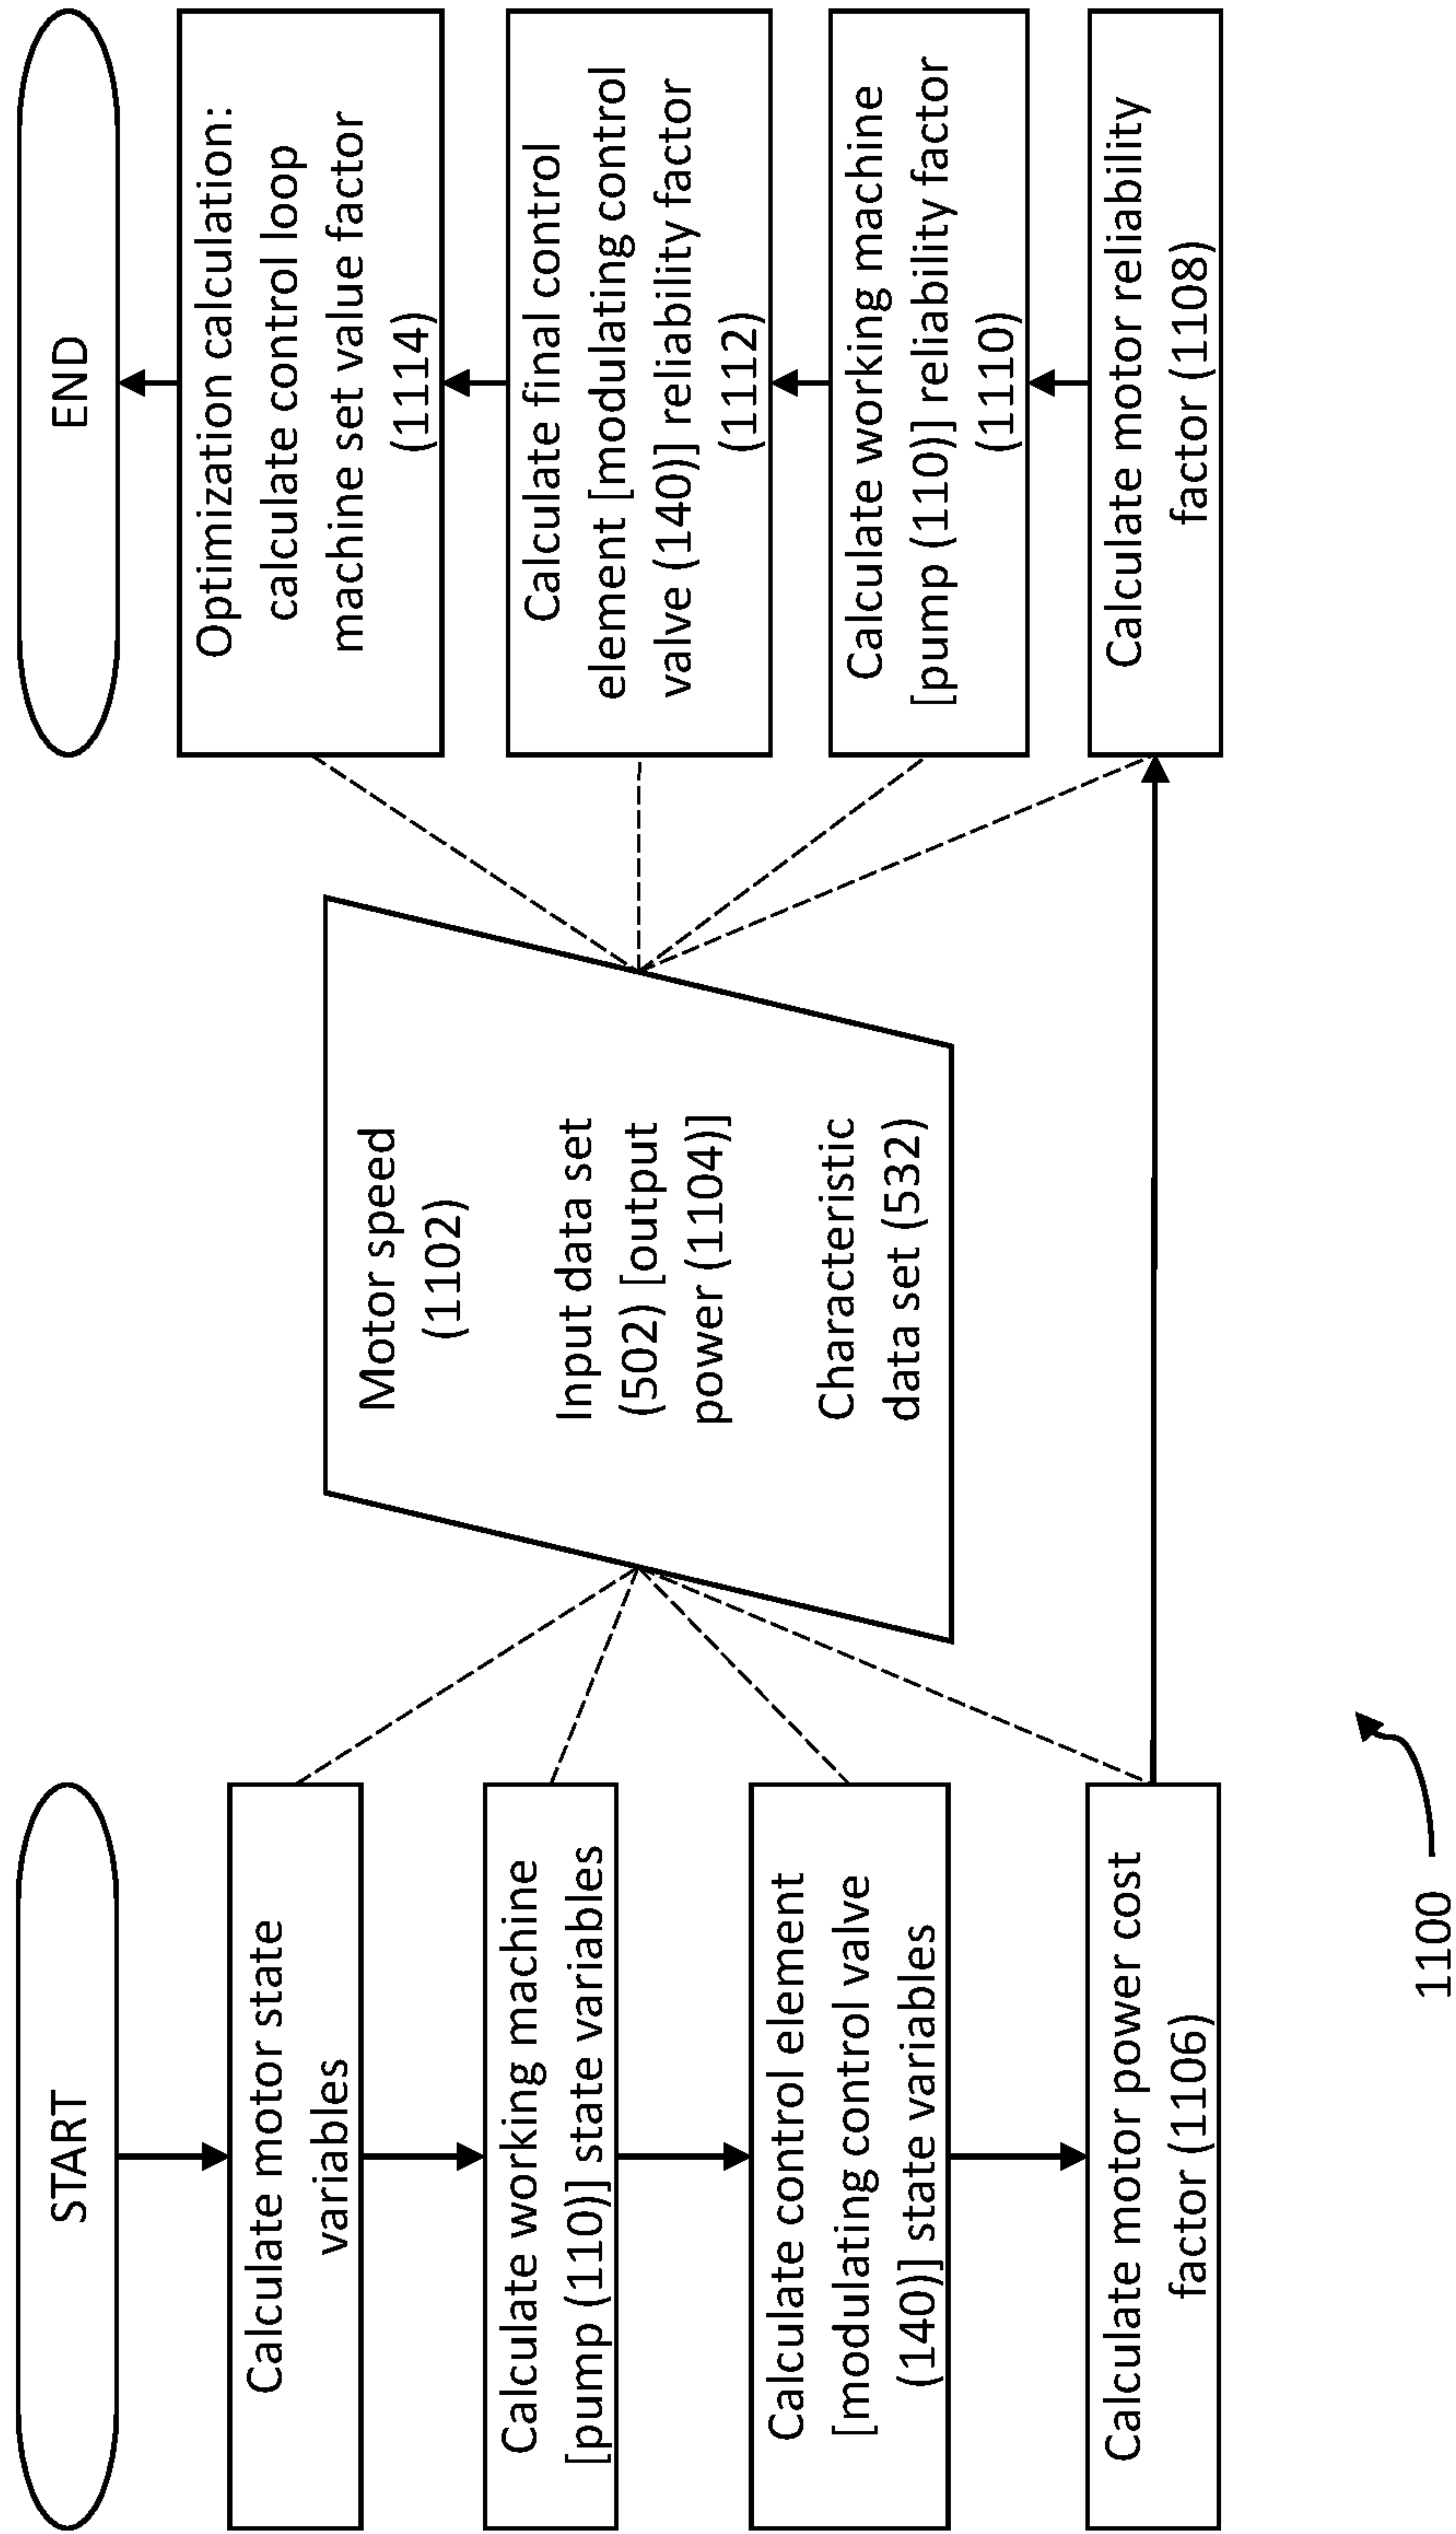 START
Calculate motor state
variables
Calculate working machine
[pump (110)] state variables
Calculate control element
[modulating control valve
(140)] state variables
Calculate motor power cost
factor (1106)
Motor speed
(1102)
Input data set
(502) [output
power (1104)]
Characteristic
data set (532)
END
Optimization calculation:
calculate control loop
machine set value factor
(1114)
Calculate final control
element [modulating control
valve (140)] reliability factor
(1112)
Calculate working machine
[pump (110)] reliability factor
(1110)
Calculate motor reliability
factor (1108)
1100